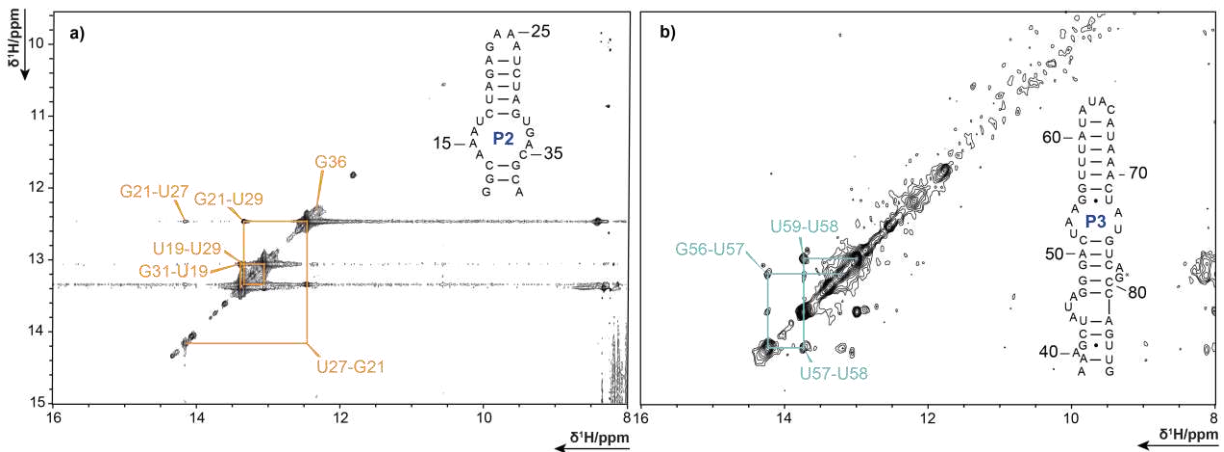 a)
δ¹H/ppm
10
11
12
13
14
15
16
14
12
10
8
δ¹H/ppm
G21-U27
G21-U29
G36
U19-U29
G31-U19
U27-G21
A A 25
G A
A U
G C
A U
U A
C G
A U
A G
15 A P2 A
A C 35
C G
G C
G A
b)
16
14
12
10
8
δ¹H/ppm
U59-U58
G56-U57
U57-U58
60
70
P3
50
80
40